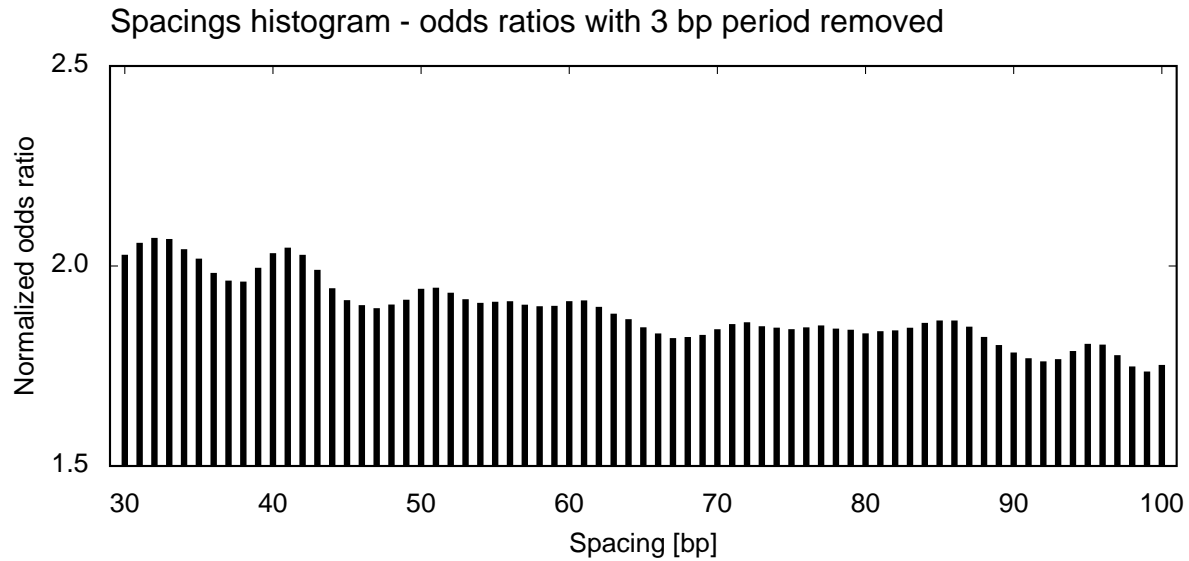 Spacings histogram - odds ratios with 3 bp period removed
2.5
2.0
1.5
Normalized odds ratio
30 40 50 60 70 80 90 100
Spacing [bp]